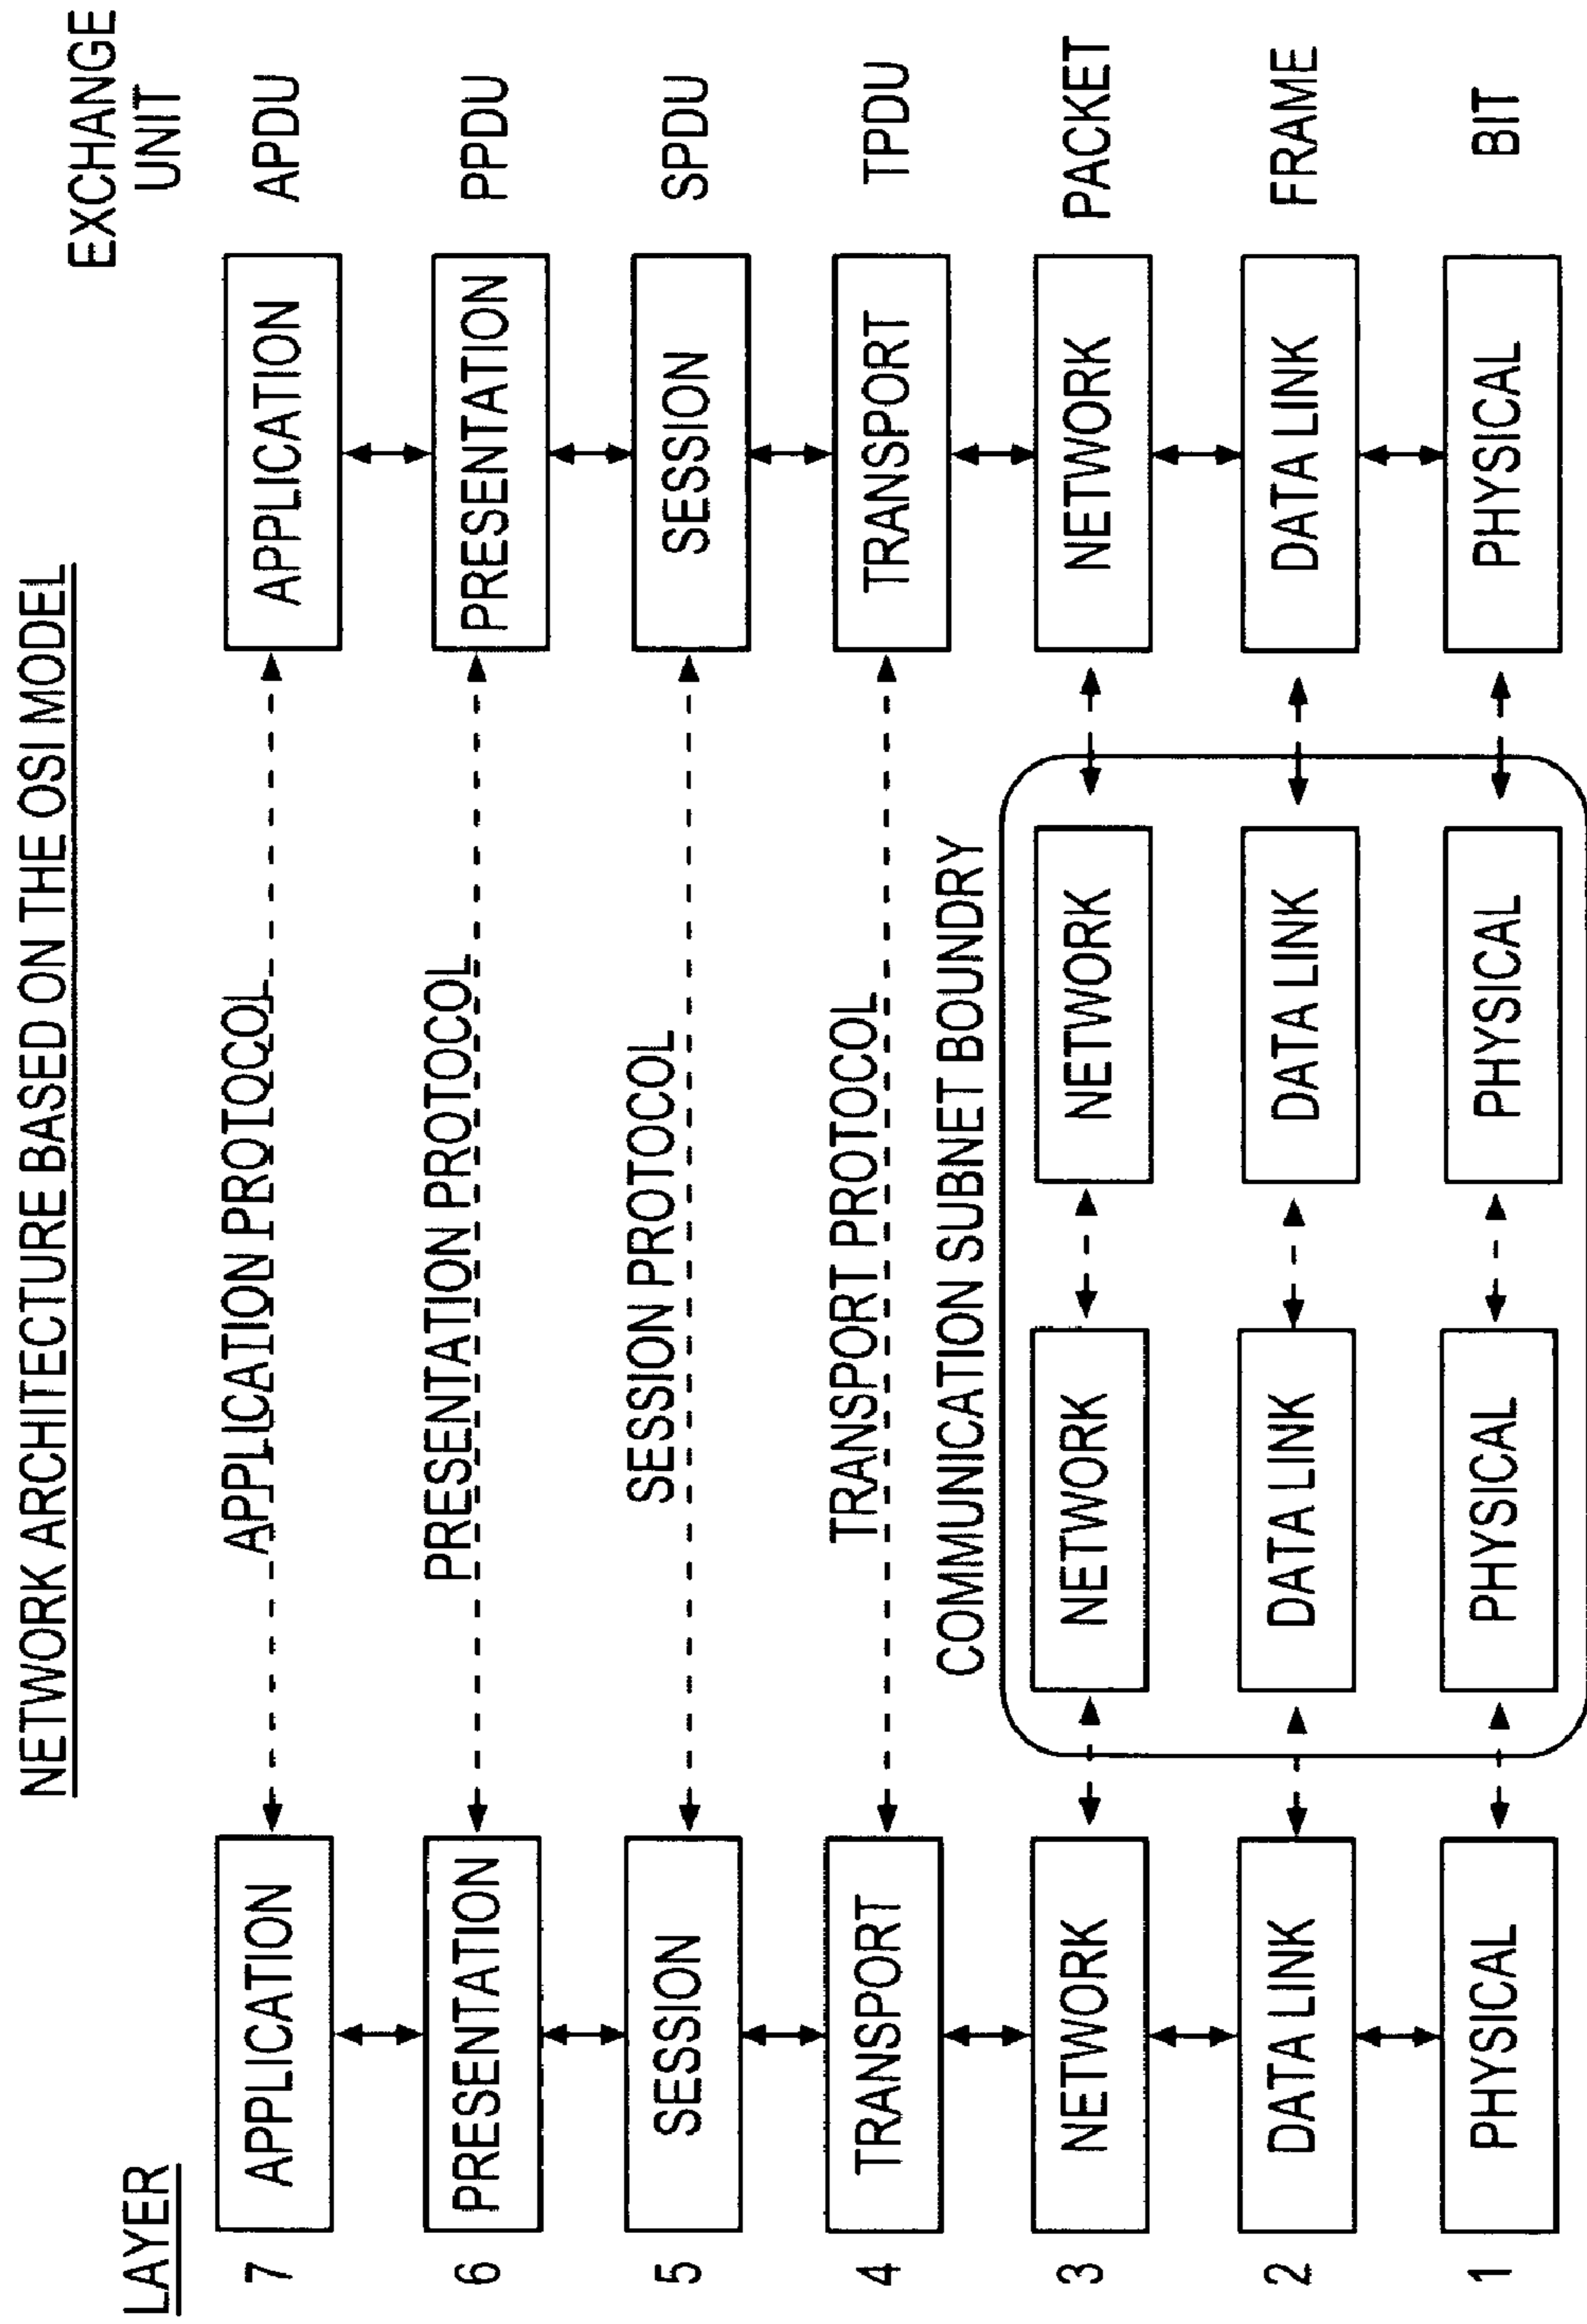 NETWORK ARCHITECTURE BASED ON THE OSI MODEL
LAYER
EXCHANGE
UNIT
7 APPLICATION APPLICATION PROTOCOL APPLICATION APDU
6 PRESENTATION PRESENTATION PROTOCOL PRESENTATION PPDU
5 SESSION SESSION PROTOCOL SESSION SPDU
4 TRANSPORT TRANSPORT PROTOCOL TRANSPORT TPDU
COMMUNICATION SUBNET BOUNDRY
3 NETWORK NETWORK NETWORK NETWORK PACKET
2 DATA LINK DATA LINK DATA LINK DATA LINK FRAME
1 PHYSICAL PHYSICAL PHYSICAL PHYSICAL BIT